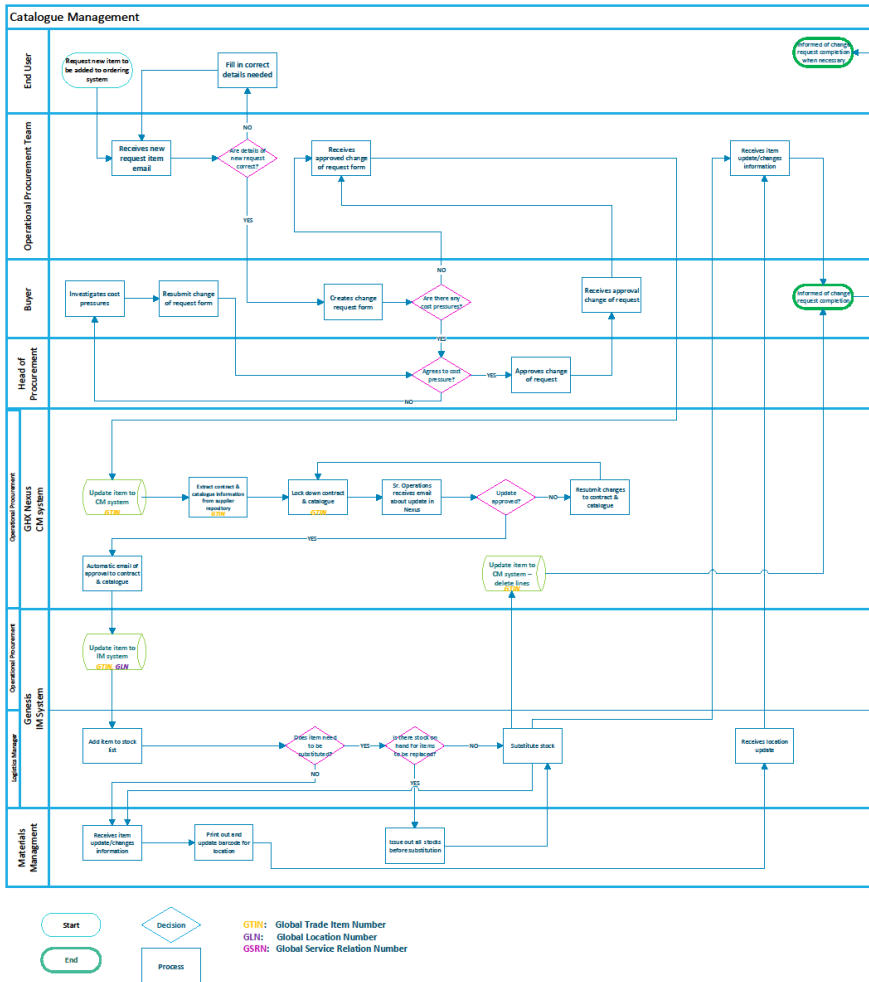 Catalogue Management
End User
Request new item to
be added to ordering
system
Fill in correct
details needed
Informed of change
request completion
when necessary
NO
Operational Procurement Team
Receives new
request item
email
Are details of
new request
correct?
Receives
approved change
of request form
Receives item
update/changes
information
YES
NO
Buyer
Investigates cost
pressures
Resubmit change
of request form
Creates change
request form
Are there any
cost pressures?
Receives approval
change of request
Informed of change
request completion
YES
Head of
Procurement
Agrees to cost
pressure?
YES
Approves change
of request
NO
Operational Procurement
GHX Nexus
CM system
Update item to
CM system
GTIN
Extract contract &
catalogue information
from supplier
repository
GTIN
Lock down contract
& catalogue
GTIN
Sr. Operations
receives email
about update in
Nexus
Update
approved?
NO
Resubmit changes
to contract &
catalogue
YES
Automatic email of
approval to contract
& catalogue
Update item to
CM system –
delete lines
GTIN
Operational Procurement
Genesis
IM System
Update item to
IM system
GTIN GLN
Logistics Manager
Add item to stock
list
Does item need
to be
substituted?
YES
Is there stock on
hand for items
to be replaced?
NO
Substitute stock
Receives location
update
NO
YES
Materials
Managment
Receives item
update/changes
information
Print out and
update barcode for
location
Issue out all stocks
before substitution
Start
Decision
GTIN: Global Trade Item Number
GLN: Global Location Number
GSRN: Global Service Relation Number
End
Process